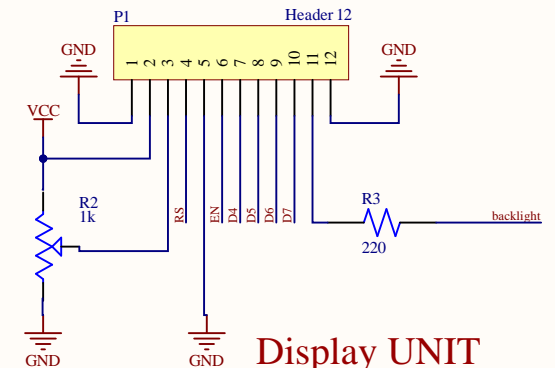 P1
Header 12
GND
1 2 3 4 5 6 7 8 9 10 11 12
GND
VCC
R2
1k
RS
EN
D4
D5
D6
D7
R3
220
backlight
GND
GND
Display UNIT